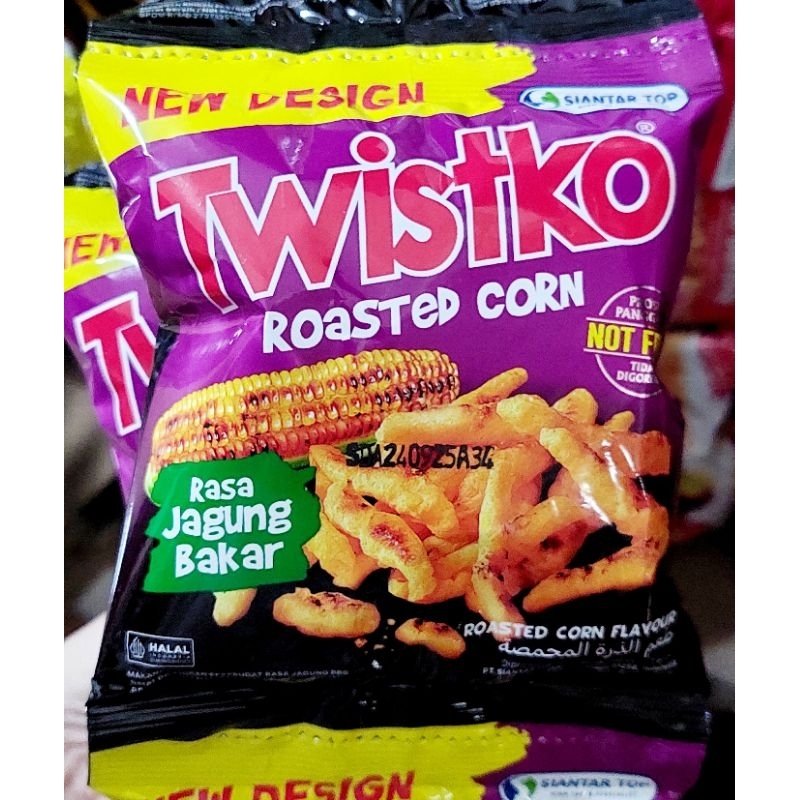 NEW DESIGN
SIANTAR TOP
TWISTKO®
ROASTED CORN
NOT
SDA240925A34
Rasa
Jagung
Bakar
HALAL
ROASTED CORN FLAVOUR
طعم الذرة المحمصة
NEW DESIGN
SIANTAR TOP